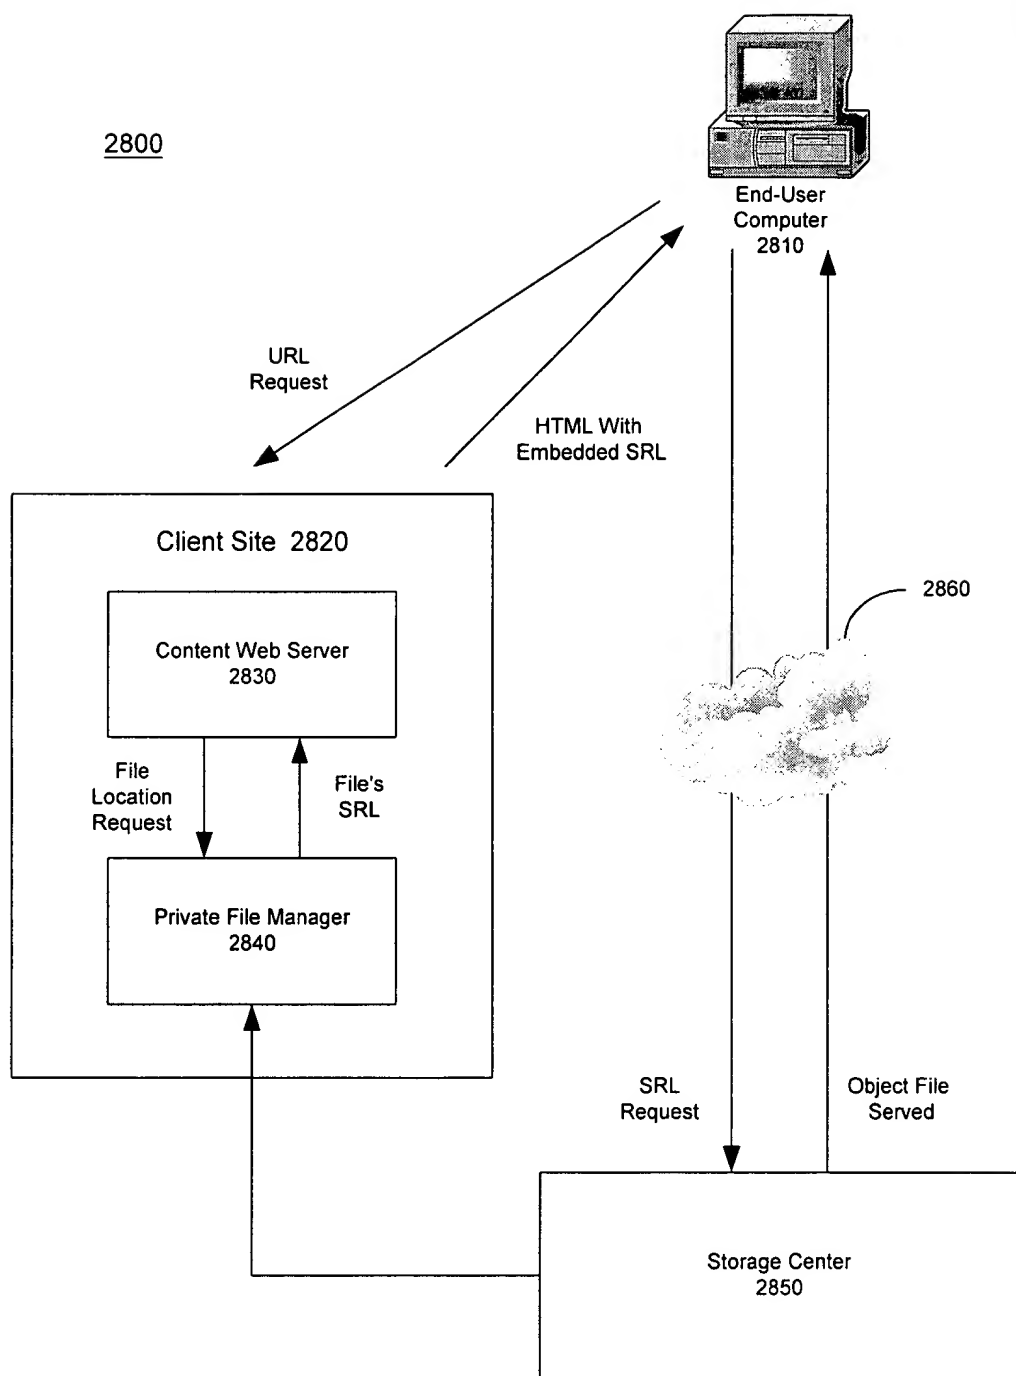 2800
End-User
Computer
2810
URL
Request
HTML With
Embedded SRL
Client Site 2820
2860
Content Web Server
2830
File
Location
Request
File's
SRL
Private File Manager
2840
SRL
Request
Object File
Served
Storage Center
2850